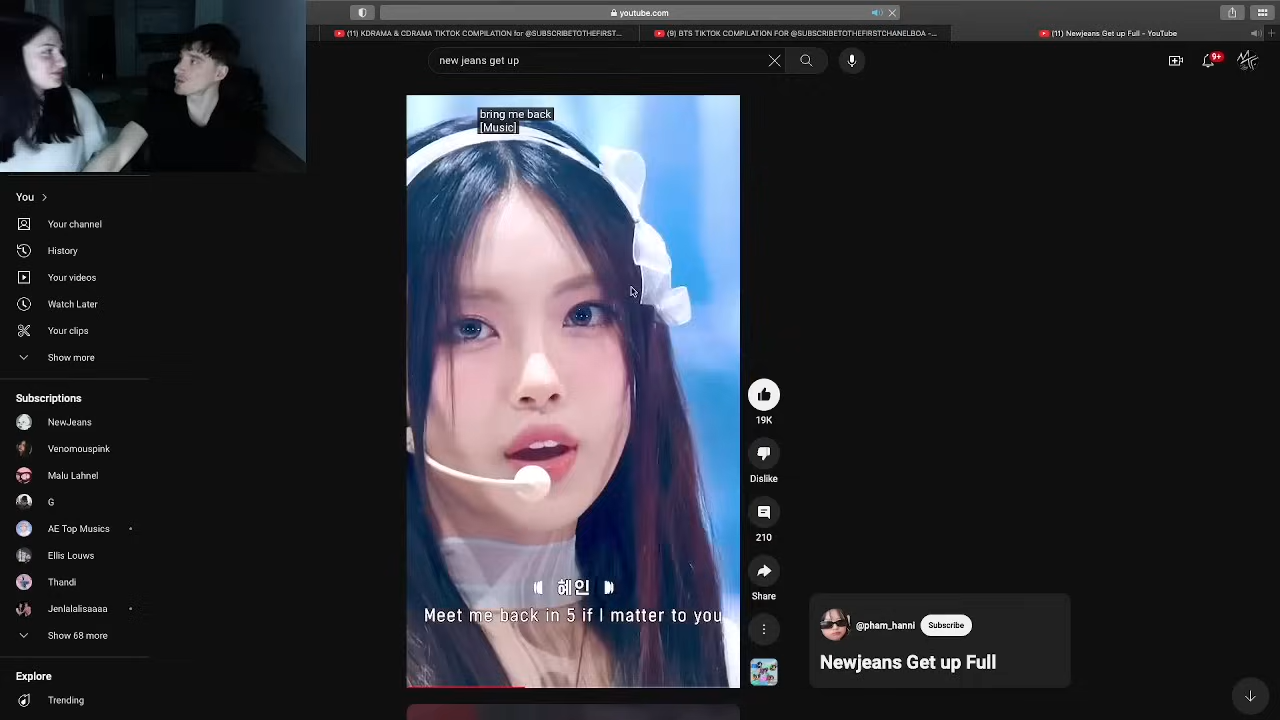 youtube.com
(11) KDRAMA & CDRAMA TIKTOK COMPILATION for @SUBSCRIBETOTHEFIRST...
(9) BTS TIKTOK COMPILATION FOR @SUBSCRIBETOTHEFIRSTCHANELBOA -...
(11) Newjeans Get up Full - YouTube
new jeans get up
9+
bring me back
[Music]
You
Your channel
History
Your videos
Watch Later
Your clips
Show more
Subscriptions
NewJeans
Venomouspink
Malu Lahnel
G
AE Top Musics
Ellis Louws
Thandi
Jenlalalisaaaa
Show 68 more
Explore
Trending
혜인
Meet me back in 5 if I matter to you
19K
Dislike
210
Share
@pham_hanni
Subscribe
Newjeans Get up Full